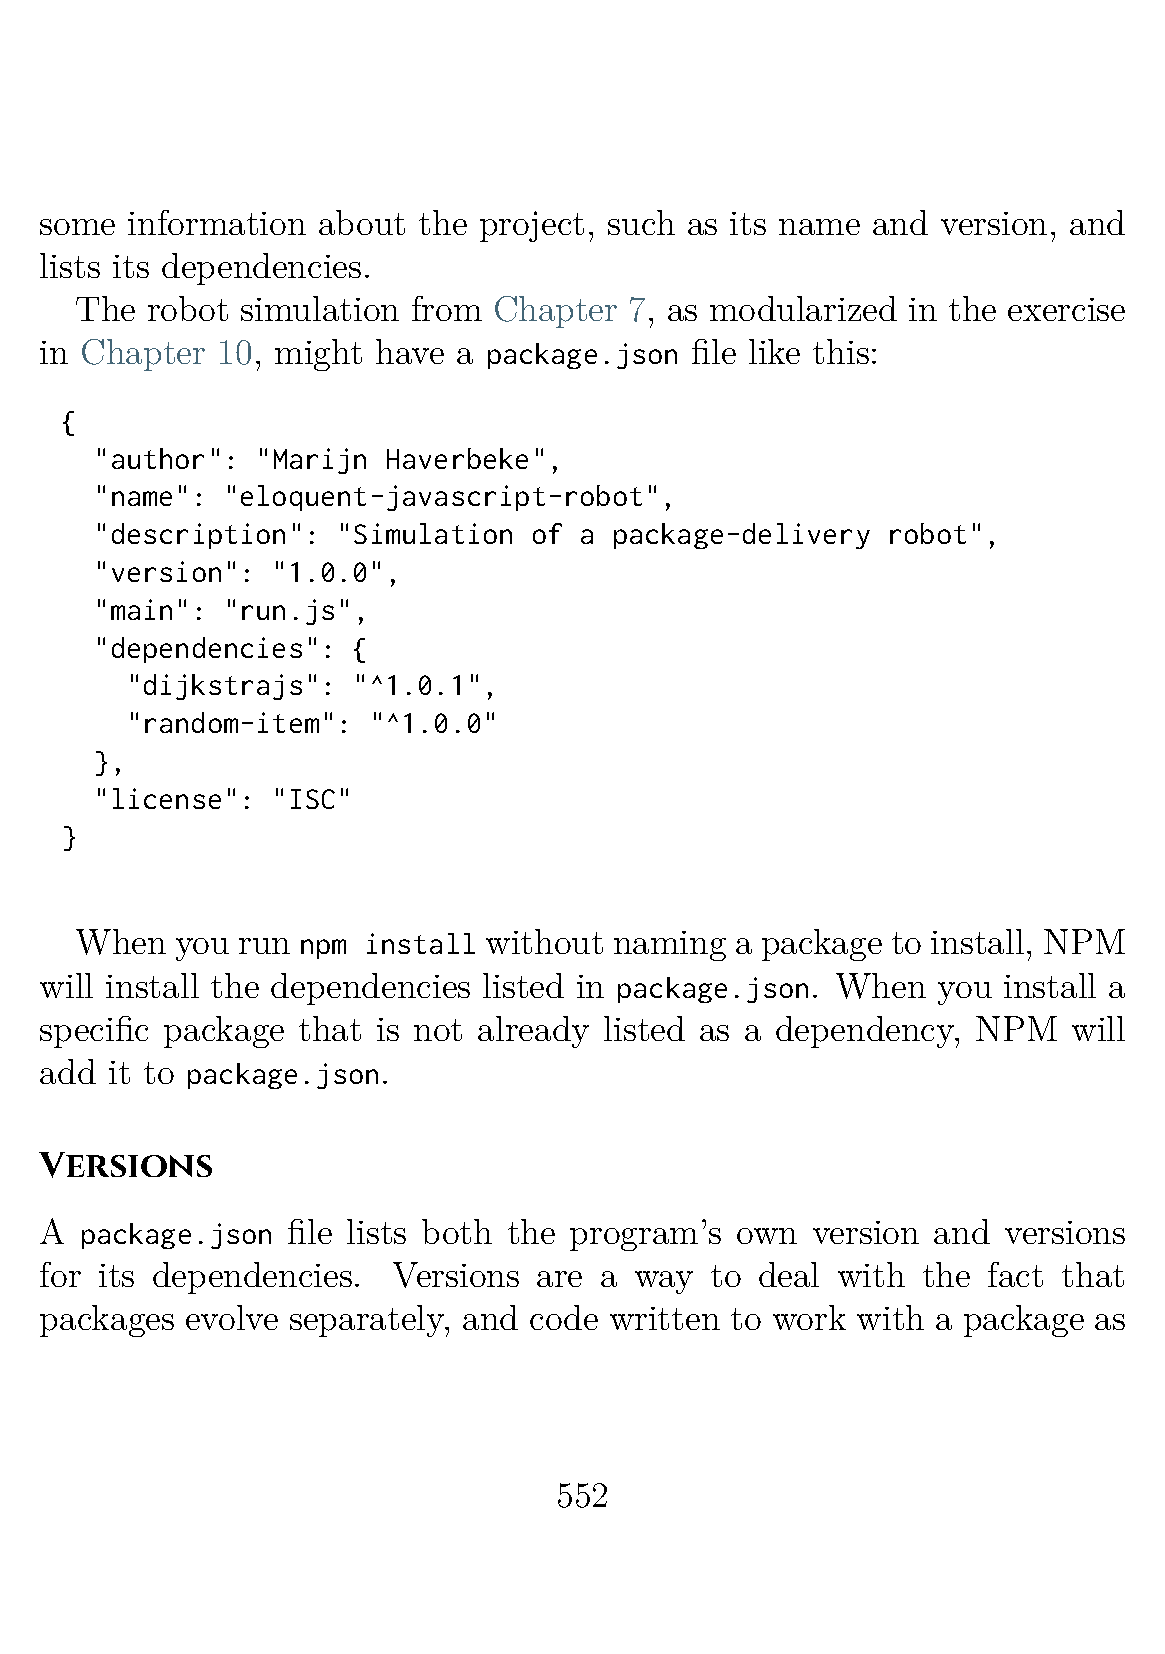 some information about the project, such as its name and version, and
lists its dependencies.
The robot simulation from Chapter 7, as modularized in the exercise
in Chapter 10, might have a package.json file like this:
{
  "author": "Marijn Haverbeke",
  "name": "eloquent-javascript-robot",
  "description": "Simulation of a package-delivery robot",
  "version": "1.0.0",
  "main": "run.js",
  "dependencies": {
    "dijkstrajs": "^1.0.1",
    "random-item": "^1.0.0"
  },
  "license": "ISC"
}
When you run npm install without naming a package to install, NPM
will install the dependencies listed in package.json. When you install a
specific package that is not already listed as a dependency, NPM will
add it to package.json.
VERSIONS
A package.json file lists both the program's own version and versions
for its dependencies. Versions are a way to deal with the fact that
packages evolve separately, and code written to work with a package as
552